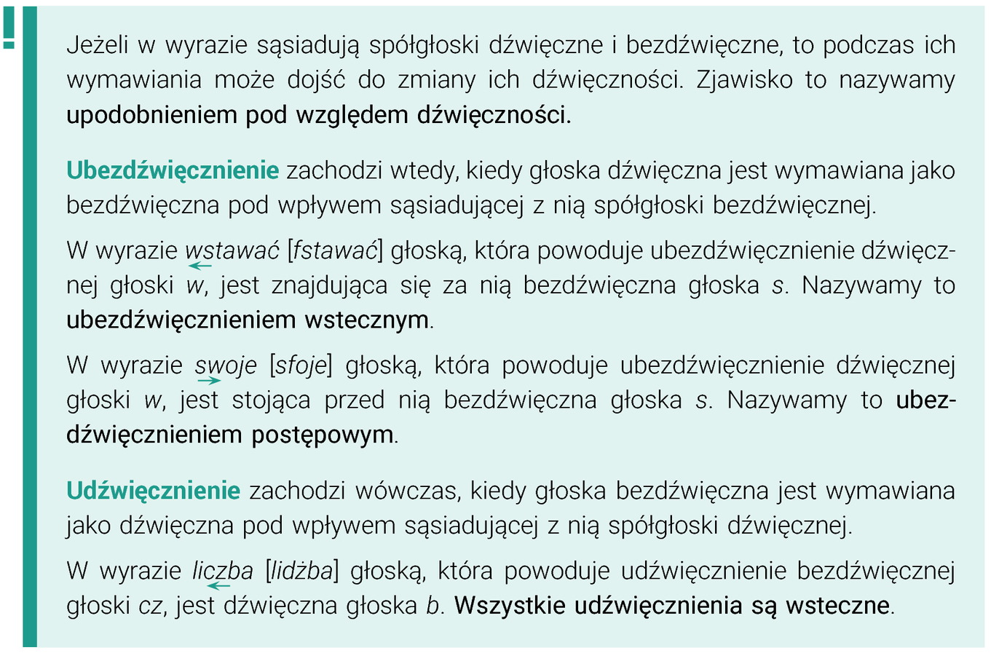 !
Jeżeli w wyrazie sąsiadują spółgłoski dźwięczne i bezdźwięczne, to podczas ich
wymawiania może dojść do zmiany ich dźwięczności. Zjawisko to nazywamy
upodobnieniem pod względem dźwięczności.
Ubezdźwięcznienie zachodzi wtedy, kiedy głoska dźwięczna jest wymawiana jako
bezdźwięczna pod wpływem sąsiadującej z nią spółgłoski bezdźwięcznej.
W wyrazie wstawać [fstawać] głoską, która powoduje ubezdźwięcznienie dźwięcz-
nej głoski w, jest znajdująca się za nią bezdźwięczna głoska s. Nazywamy to
ubezdźwięcznieniem wstecznym.
W wyrazie swoje [sfoje] głoską, która powoduje ubezdźwięcznienie dźwięcznej
głoski w, jest stojąca przed nią bezdźwięczna głoska s. Nazywamy to ubez-
dźwięcznieniem postępowym.
Udźwięcznienie zachodzi wówczas, kiedy głoska bezdźwięczna jest wymawiana
jako dźwięczna pod wpływem sąsiadującej z nią spółgłoski dźwięcznej.
W wyrazie liczba [lidżba] głoską, która powoduje udźwięcznienie bezdźwięcznej
głoski cz, jest dźwięczna głoska b. Wszystkie udźwięcznienia są wsteczne.